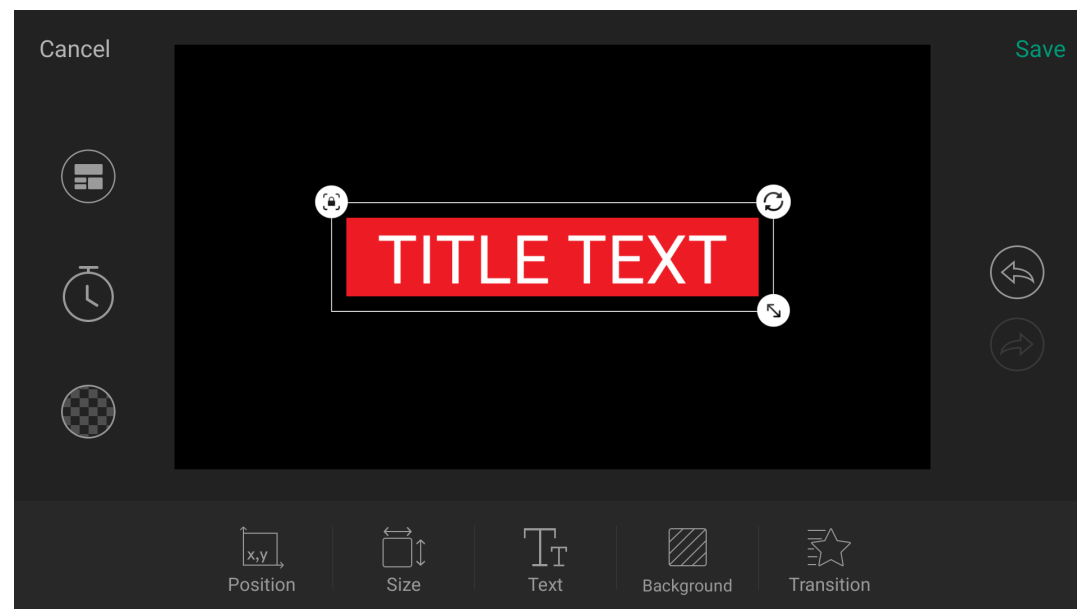 Cancel
Save
TITLE TEXT
x,y
Position
Size
Text
Background
Transition